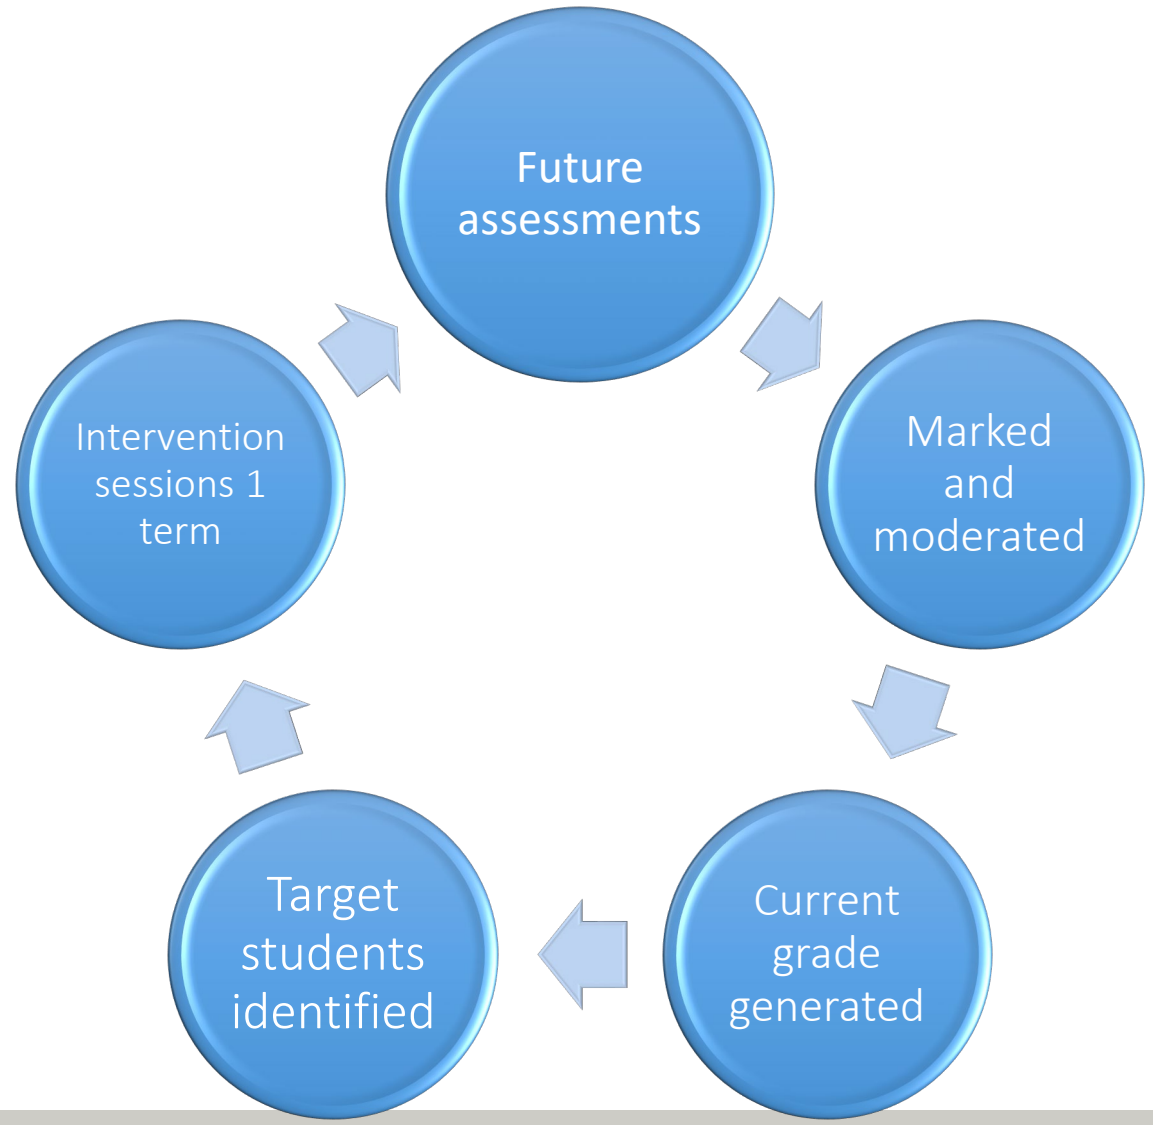 Future
assessments
Marked
and
moderated
Current
grade
generated
Target
students
identified
Intervention
sessions 1
term